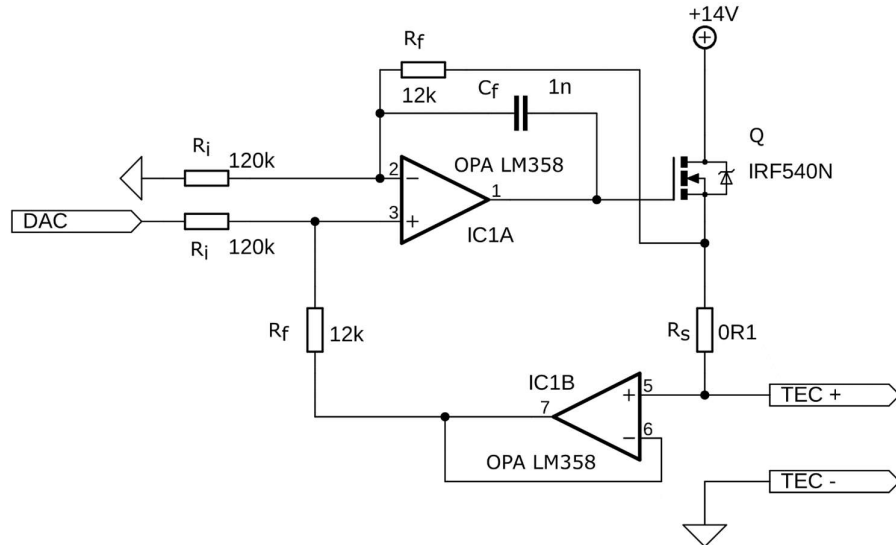 +14V
Rf
12k
Cf
1n
Q
IRF540N
Ri
120k
OPA LM358
2
1
3
DAC
IC1A
Ri
120k
Rf
12k
Rs
0R1
IC1B
5
7
6
TEC +
OPA LM358
TEC -